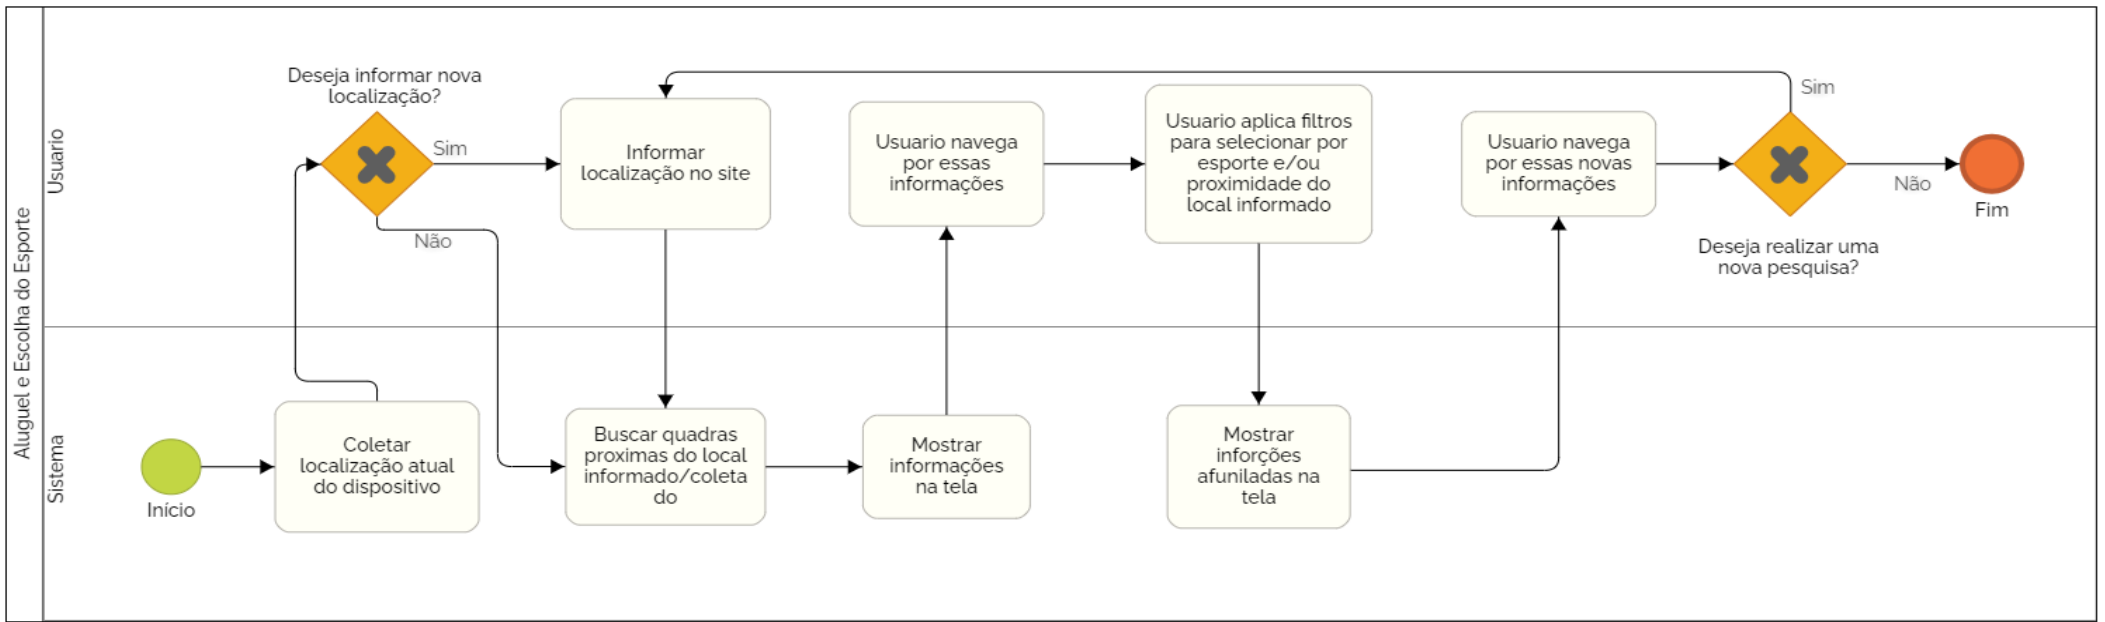 Aluguel e Escolha do Esporte
Usuario
Deseja informar nova
localização?
Sim
Não
Informar
localização no site
Usuario navega
por essas
informações
Usuario aplica filtros
para selecionar por
esporte e/ou
proximidade do
local informado
Usuario navega
por essas novas
informações
Sim
Não
Deseja realizar uma
nova pesquisa?
Fim
Sistema
Início
Coletar
localização atual
do dispositivo
Buscar quadras
proximas do local
informado/coleta
do
Mostrar
informações
na tela
Mostrar
inforções
afuniladas na
tela